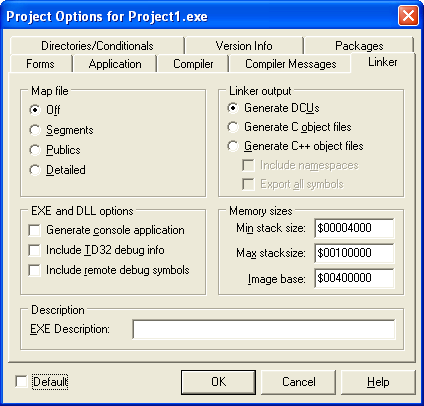 Project Options for Project1.exe
Directories/Conditionals Version Info Packages
Forms Application Compiler Compiler Messages Linker
Map file
Off
Segments
Publics
Detailed
Linker output
Generate DCUs
Generate C object files
Generate C++ object files
Include namespaces
Export all symbols
EXE and DLL options
Generate console application
Include TD32 debug info
Include remote debug symbols
Memory sizes
Min stack size: $00004000
Max stacksize: $00100000
Image base: $00400000
Description
EXE Description:
Default OK Cancel Help